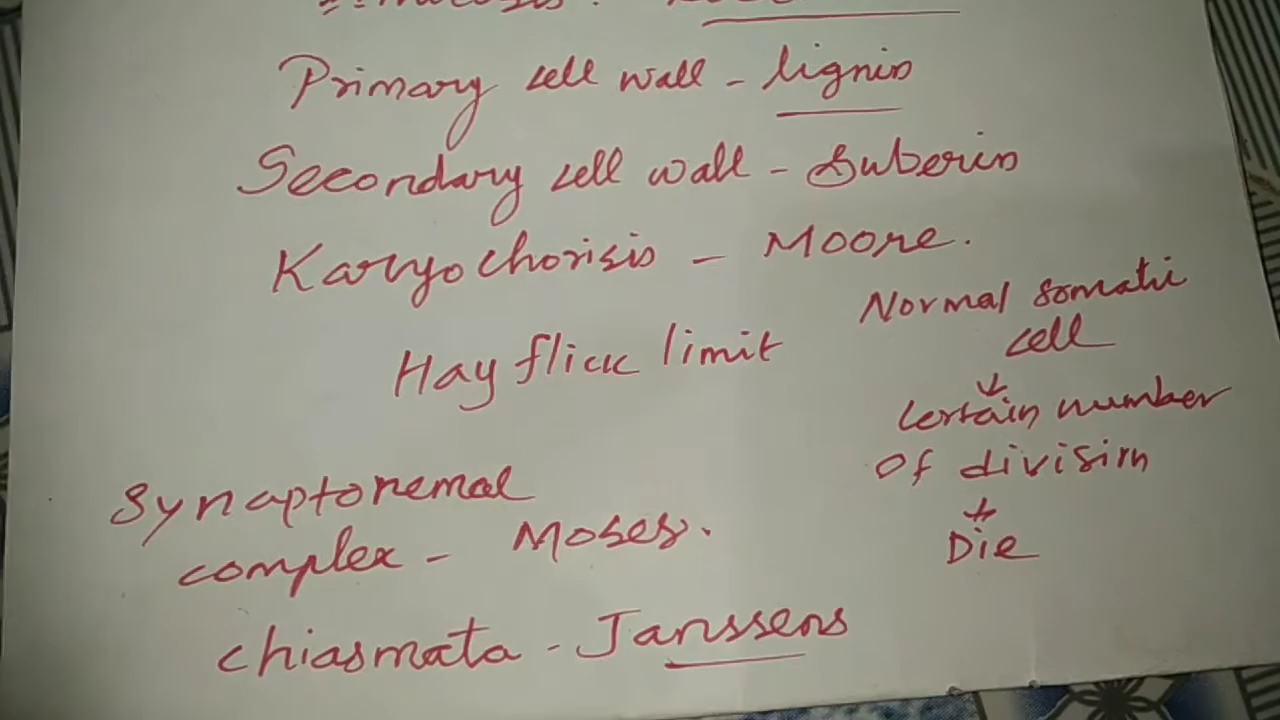 Primary cell wall - lignin
Secondary cell wall - Suberin
Karyochorisis - Moore.
Hayflick limit
Normal somatic
cell
↓
Certain number
Of division
↓
Die
Synaptonemal
complex - Moses.
chiasmata - Janssens